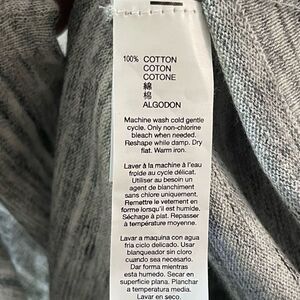 100% COTTON
COTON
COTONE
綿
棉
ALGODON
Machine wash cold gentle
cycle. Only non-chlorine
bleach when needed.
Reshape while damp. Dry
flat. Warm iron.
Laver à la machine à l'eau
froide au cycle délicat.
Utiliser au besoin un
agent de blanchiment
sans chlore uniquement.
Remettre le vetement en
forme lorsqu'il est humide.
Séchage à plat. Repasser
à température moyenne.
Lavar a maquina con agua
fria ciclo delicado. Usar
blanqueador sin cloro
cuando sea necesario.
Dar forma mientras
esta humedo. Secar en
superficie plana. Planchar
a temperatura media.
Lavar en seco.